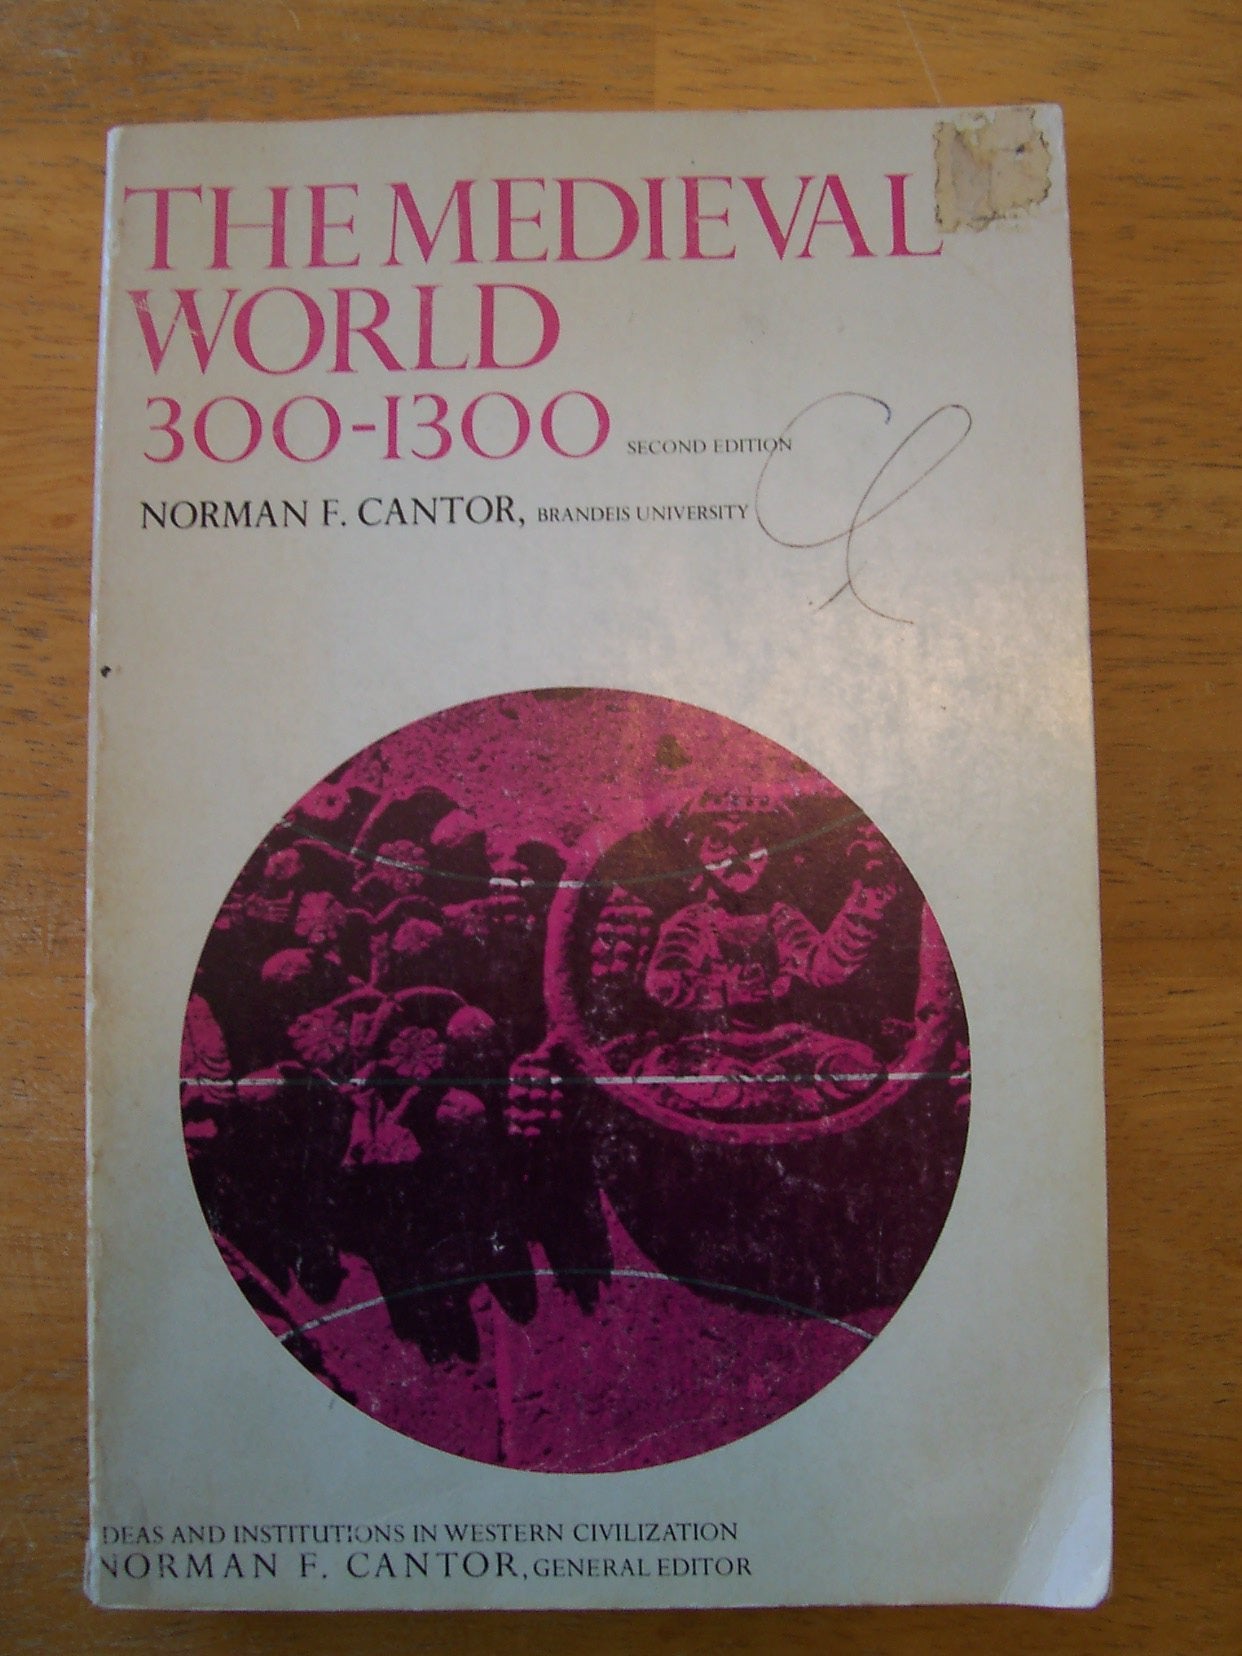 THE MEDIEVAL
WORLD
300-1300 SECOND EDITION
NORMAN F. CANTOR, BRANDEIS UNIVERSITY
IDEAS AND INSTITUTIONS IN WESTERN CIVILIZATION
NORMAN F. CANTOR, GENERAL EDITOR